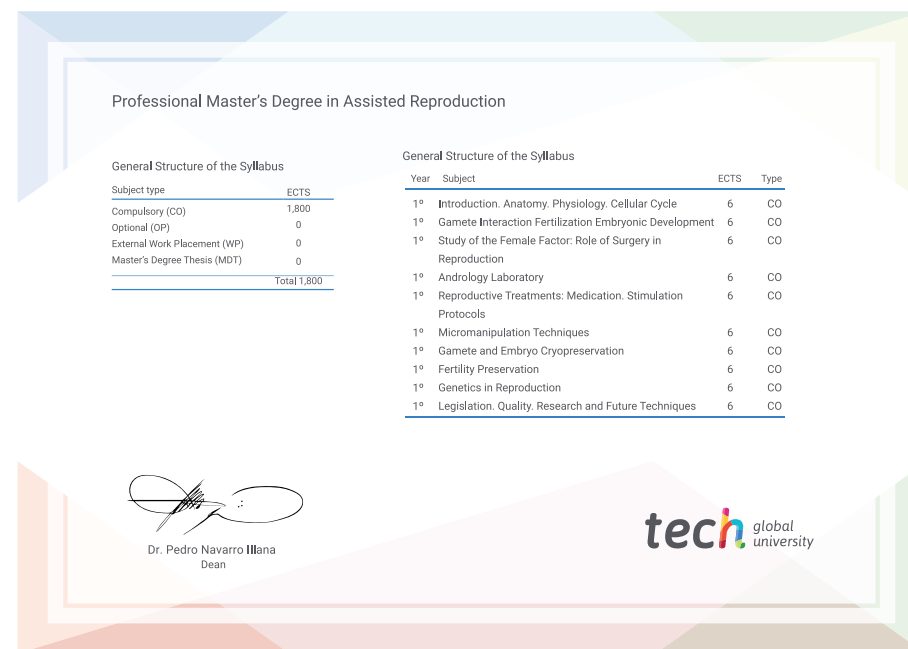 Professional Master’s Degree in Assisted Reproduction
General Structure of the Syllabus
Subject type ECTS
Compulsory (CO) 1,800
Optional (OP) 0
External Work Placement (WP) 0
Master’s Degree Thesis (MDT) 0
Total 1,800
General Structure of the Syllabus
Year Subject ECTS Type
1º Introduction. Anatomy. Physiology. Cellular Cycle 6 CO
1º Gamete Interaction Fertilization Embryonic Development 6 CO
1º Study of the Female Factor: Role of Surgery in 6 CO
Reproduction
1º Andrology Laboratory 6 CO
1º Reproductive Treatments: Medication. Stimulation 6 CO
Protocols
1º Micromanipulation Techniques 6 CO
1º Gamete and Embryo Cryopreservation 6 CO
1º Fertility Preservation 6 CO
1º Genetics in Reproduction 6 CO
1º Legislation. Quality. Research and Future Techniques 6 CO
Dr. Pedro Navarro Illana
Dean
tech global
university